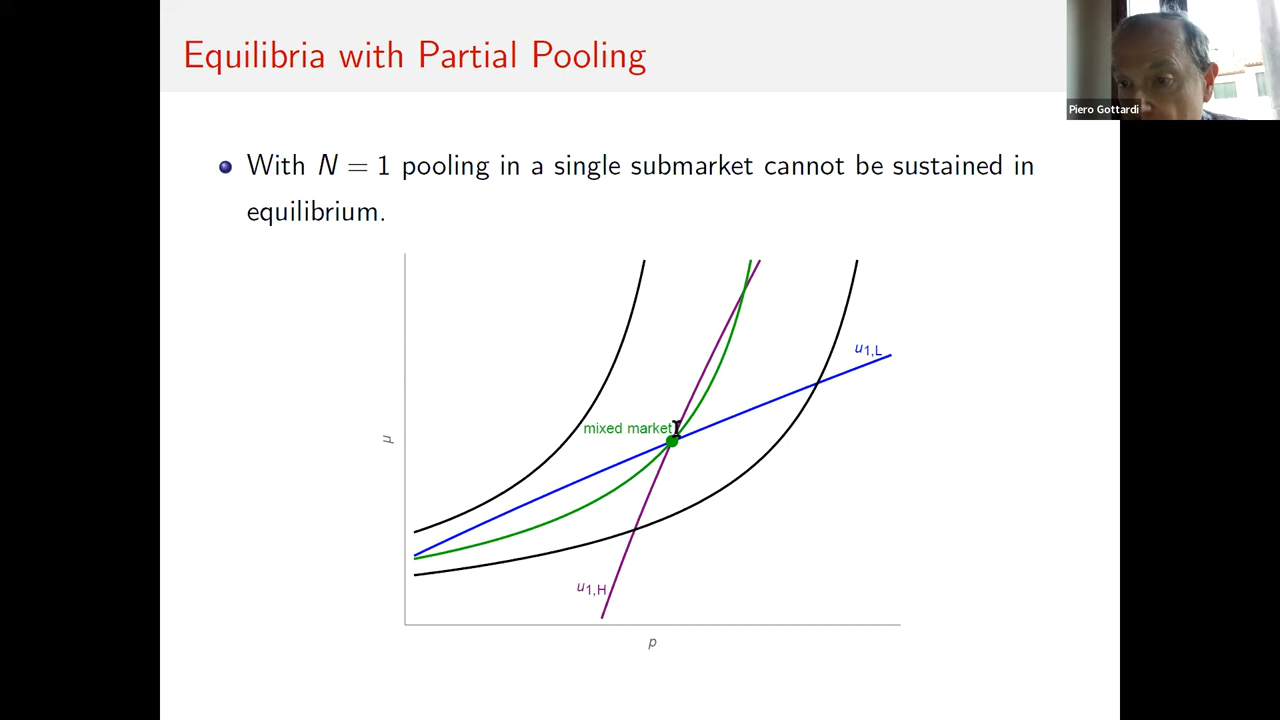 Equilibria with Partial Pooling
Piero Gottardi
With N = 1 pooling in a single submarket cannot be sustained in
equilibrium.
u1,L
mixed market
μ
u1,H
p